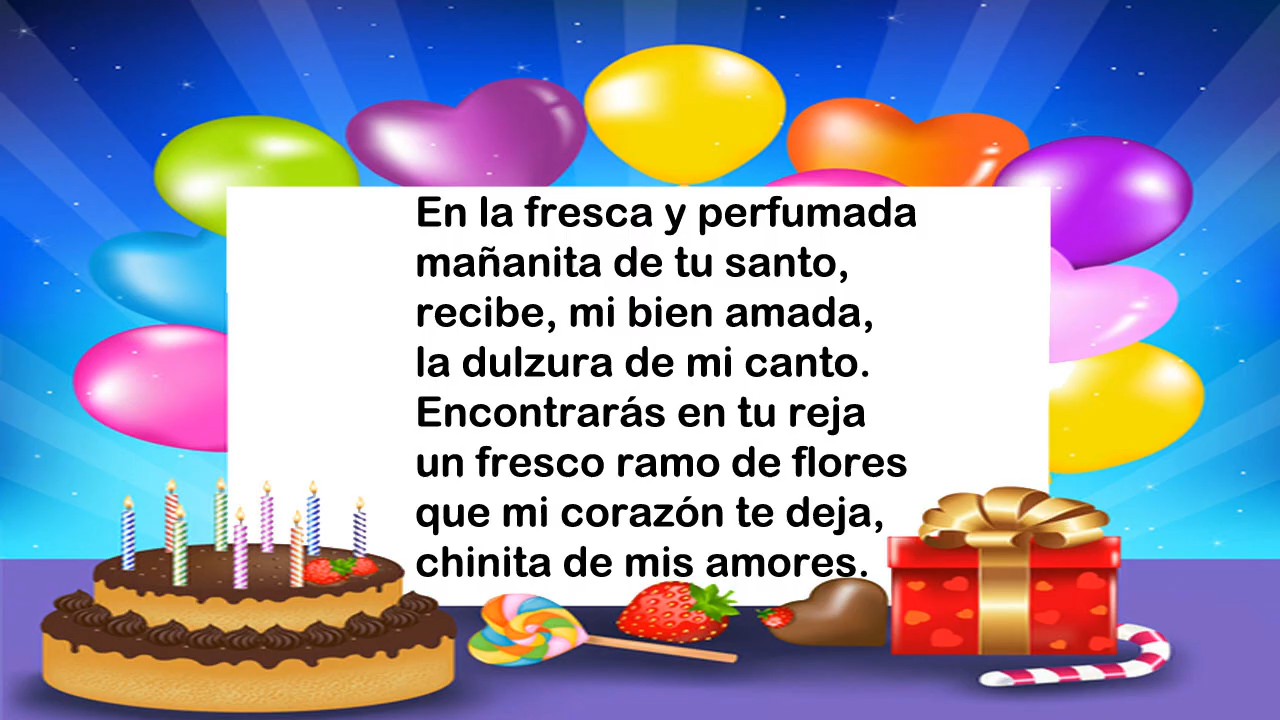 En la fresca y perfumada
mañanita de tu santo,
recibe, mi bien amada,
la dulzura de mi canto.
Encontrarás en tu reja
un fresco ramo de flores
que mi corazón te deja,
chinita de mis amores.